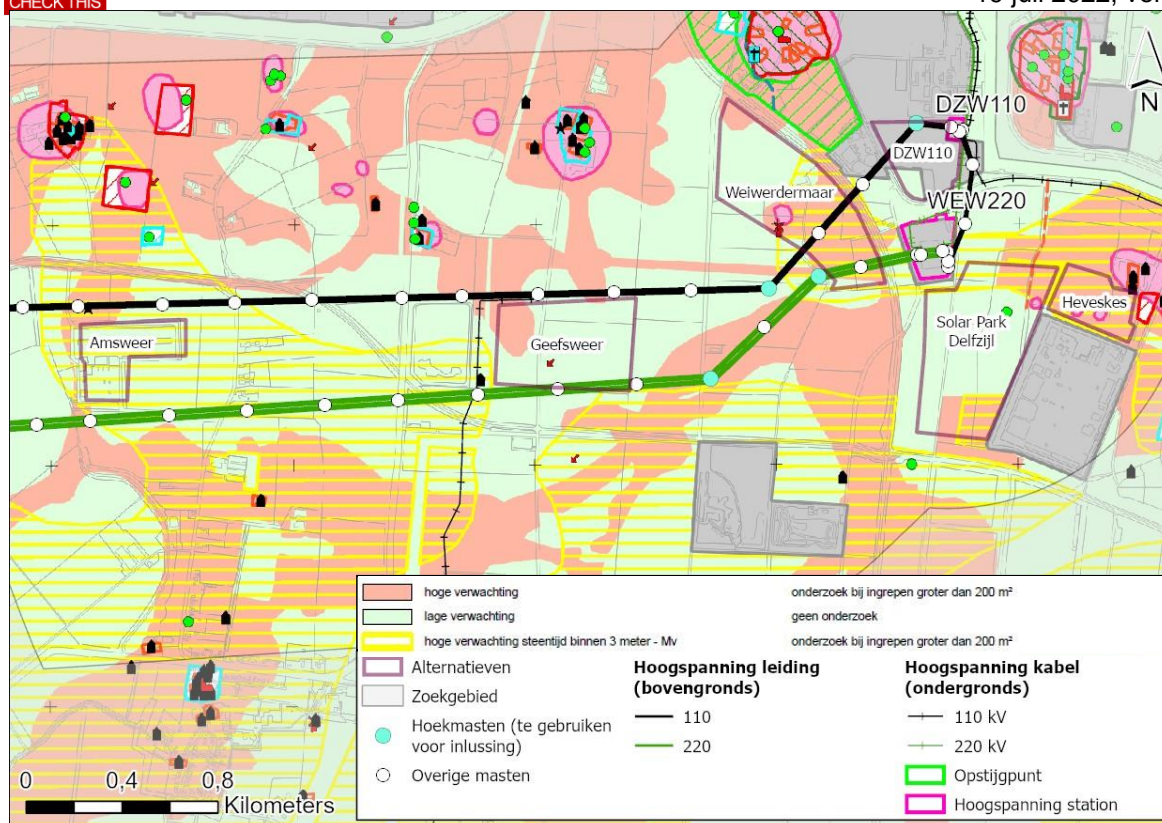 CHECK THIS
juli 2022,
DZW110
DZW110
N
Weiwerdermaar
WEW220
Amsweer
Geefsweer
Solar Park
Delfzijl
Heveskes
hoge verwachting onderzoek bij ingrepen groter dan 200 m²
lage verwachting geen onderzoek
hoge verwachting steentijd binnen 3 meter - Mv onderzoek bij ingrepen groter dan 200 m²
Alternatieven
Zoekgebied
Hoekmasten (te gebruiken
voor inlussing)
Overige masten
Hoogspanning leiding
(bovengronds)
110
220
Hoogspanning kabel
(ondergronds)
110 kV
220 kV
Opstijgpunt
Hoogspanning station
0 0,4 0,8
Kilometers